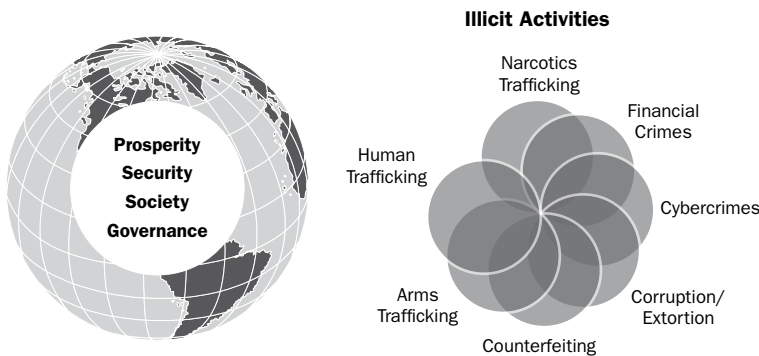 Prosperity
Security
Society
Governance
Illicit Activities
Narcotics
Trafficking
Financial
Crimes
Cybercrimes
Corruption/
Extortion
Counterfeiting
Arms
Trafficking
Human
Trafficking